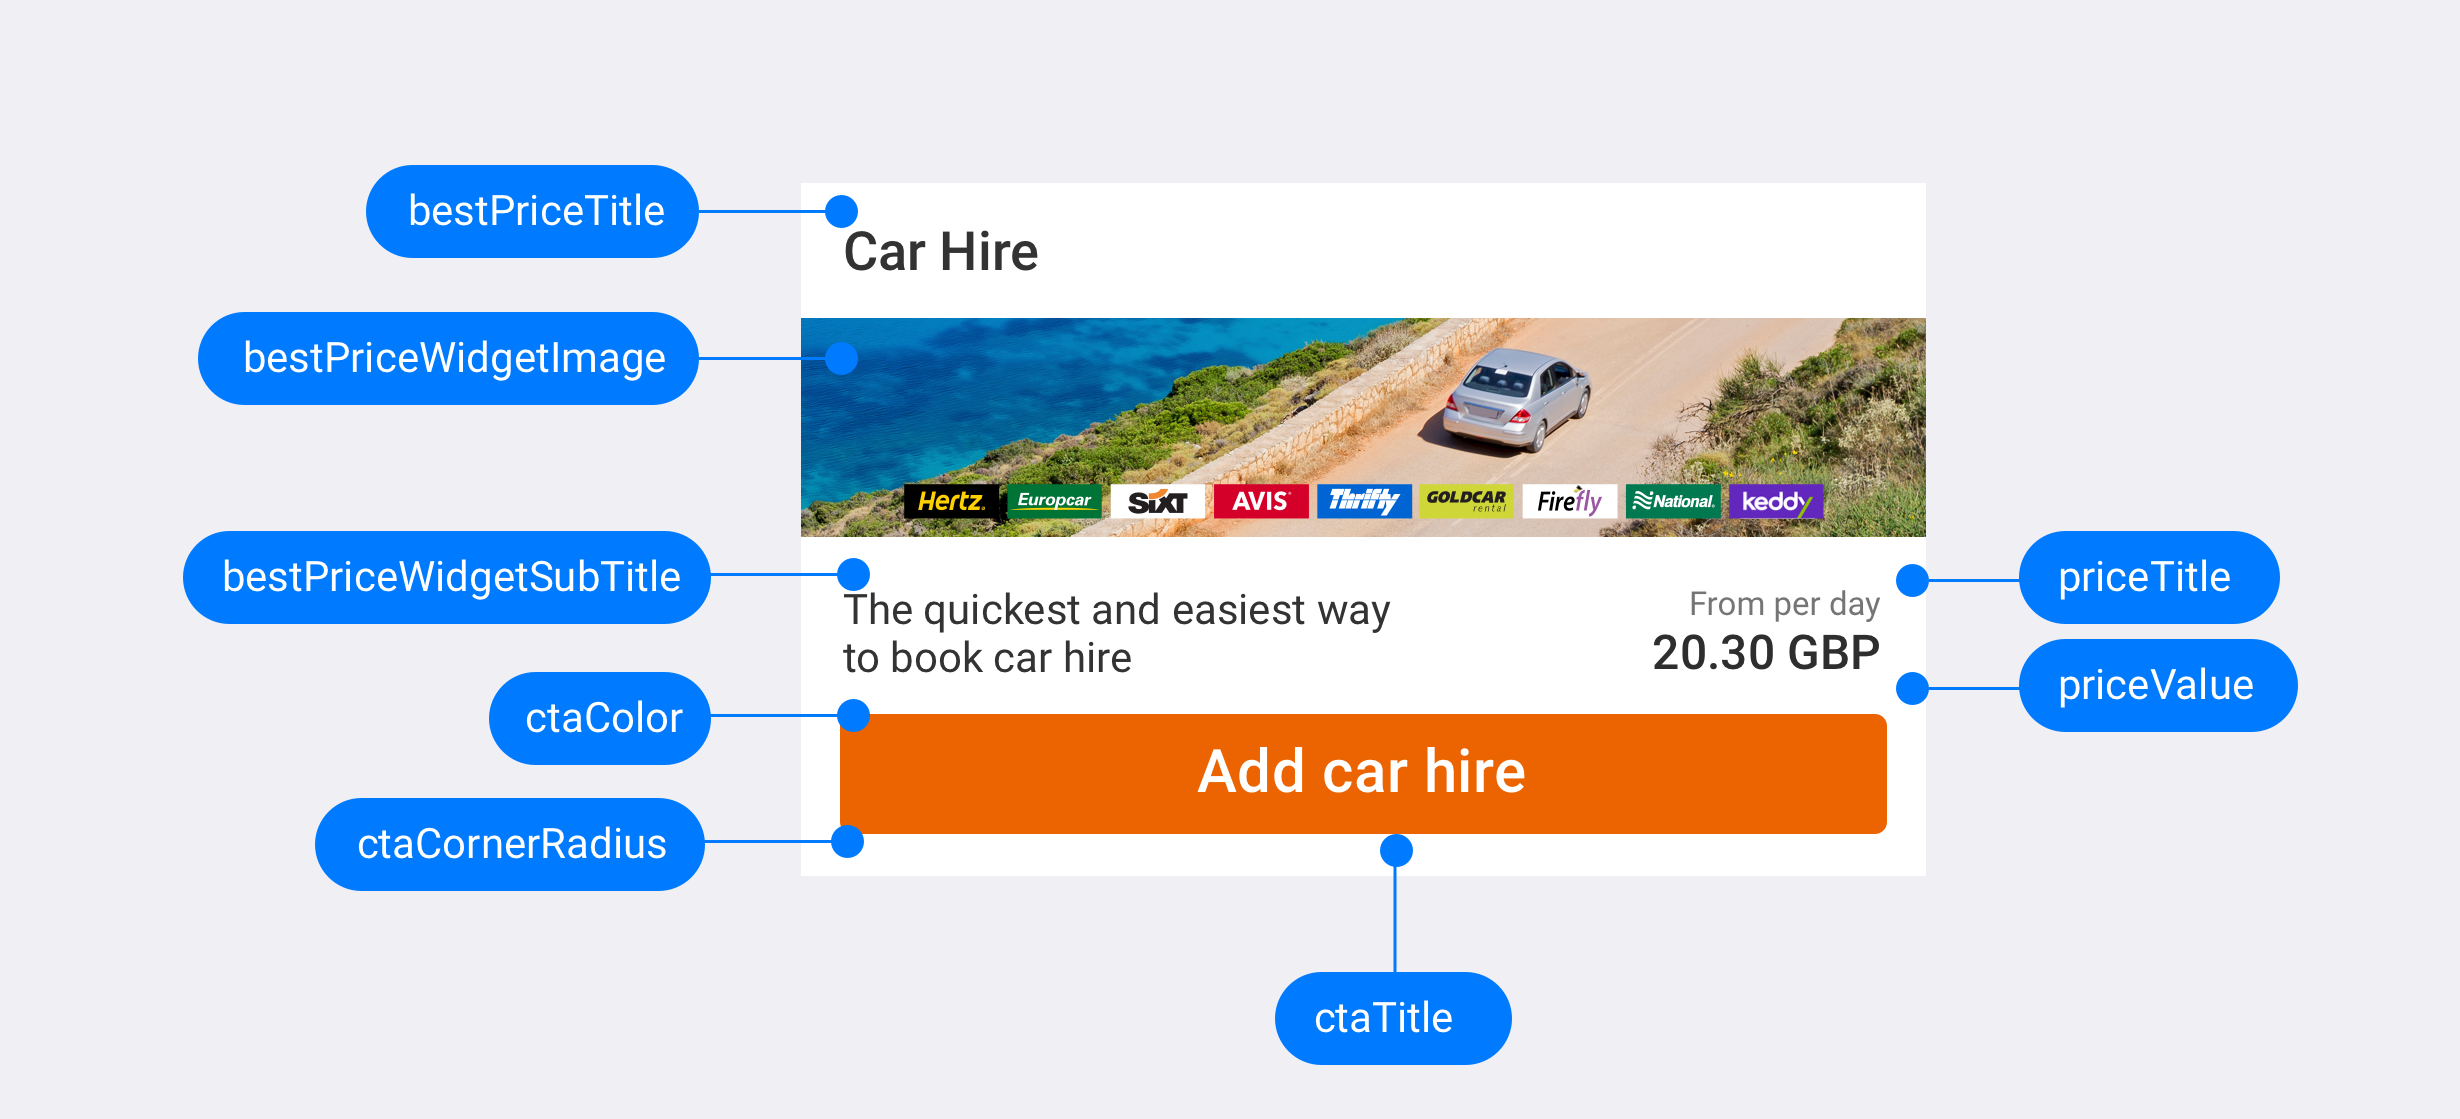 bestPriceTitle
Car Hire
bestPriceWidgetImage
Hertz. Europcar SiXT AVIS Thrifty GOLDCAR rental Firefly National. keddy
bestPriceWidgetSubTitle
priceTitle
The quickest and easiest way
to book car hire
From per day
20.30 GBP
priceValue
ctaColor
Add car hire
ctaCornerRadius
ctaTitle